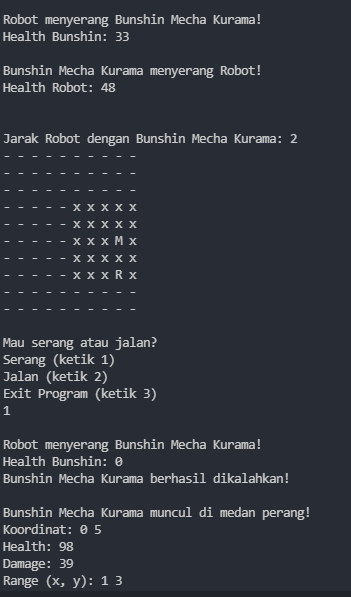 Robot menyerang Bunshin Mecha Kurama!
Health Bunshin: 33
Bunshin Mecha Kurama menyerang Robot!
Health Robot: 48
Jarak Robot dengan Bunshin Mecha Kurama: 2
- - - - - - - - - -
- - - - - - - - - -
- - - - - - - - - -
- - - - - x x x x x
- - - - - x x x x x
- - - - - x x x M x
- - - - - x x x x x
- - - - - x x x R x
- - - - - - - - - -
- - - - - - - - - -
Mau serang atau jalan?
Serang (ketik 1)
Jalan (ketik 2)
Exit Program (ketik 3)
1
Robot menyerang Bunshin Mecha Kurama!
Health Bunshin: 0
Bunshin Mecha Kurama berhasil dikalahkan!
Bunshin Mecha Kurama muncul di medan perang!
Koordinat: 0 5
Health: 98
Damage: 39
Range (x, y): 1 3